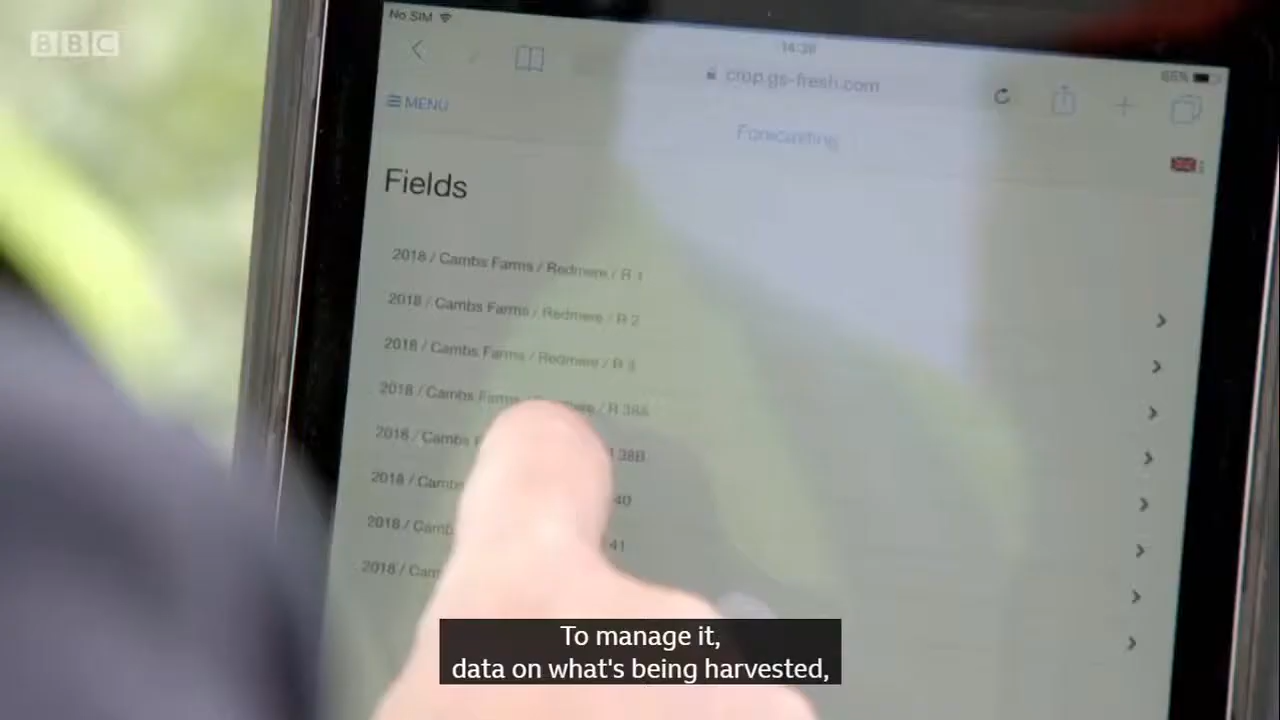 BBC
No SIM
14:39
65%
crop.gs-fresh.com
MENU
Forecasting
Fields
2018 / Cambs Farms / Redmere / R 1
2018 / Cambs Farms / Redmere / R 2
2018 / Cambs Farms / Redmere / R 3
2018 / Cambs Farms / R 38A
2018 / Cambs 38B
2018 / Cambs 40
2018 / Camb 41
2018 / Cam
To manage it,
data on what's being harvested,